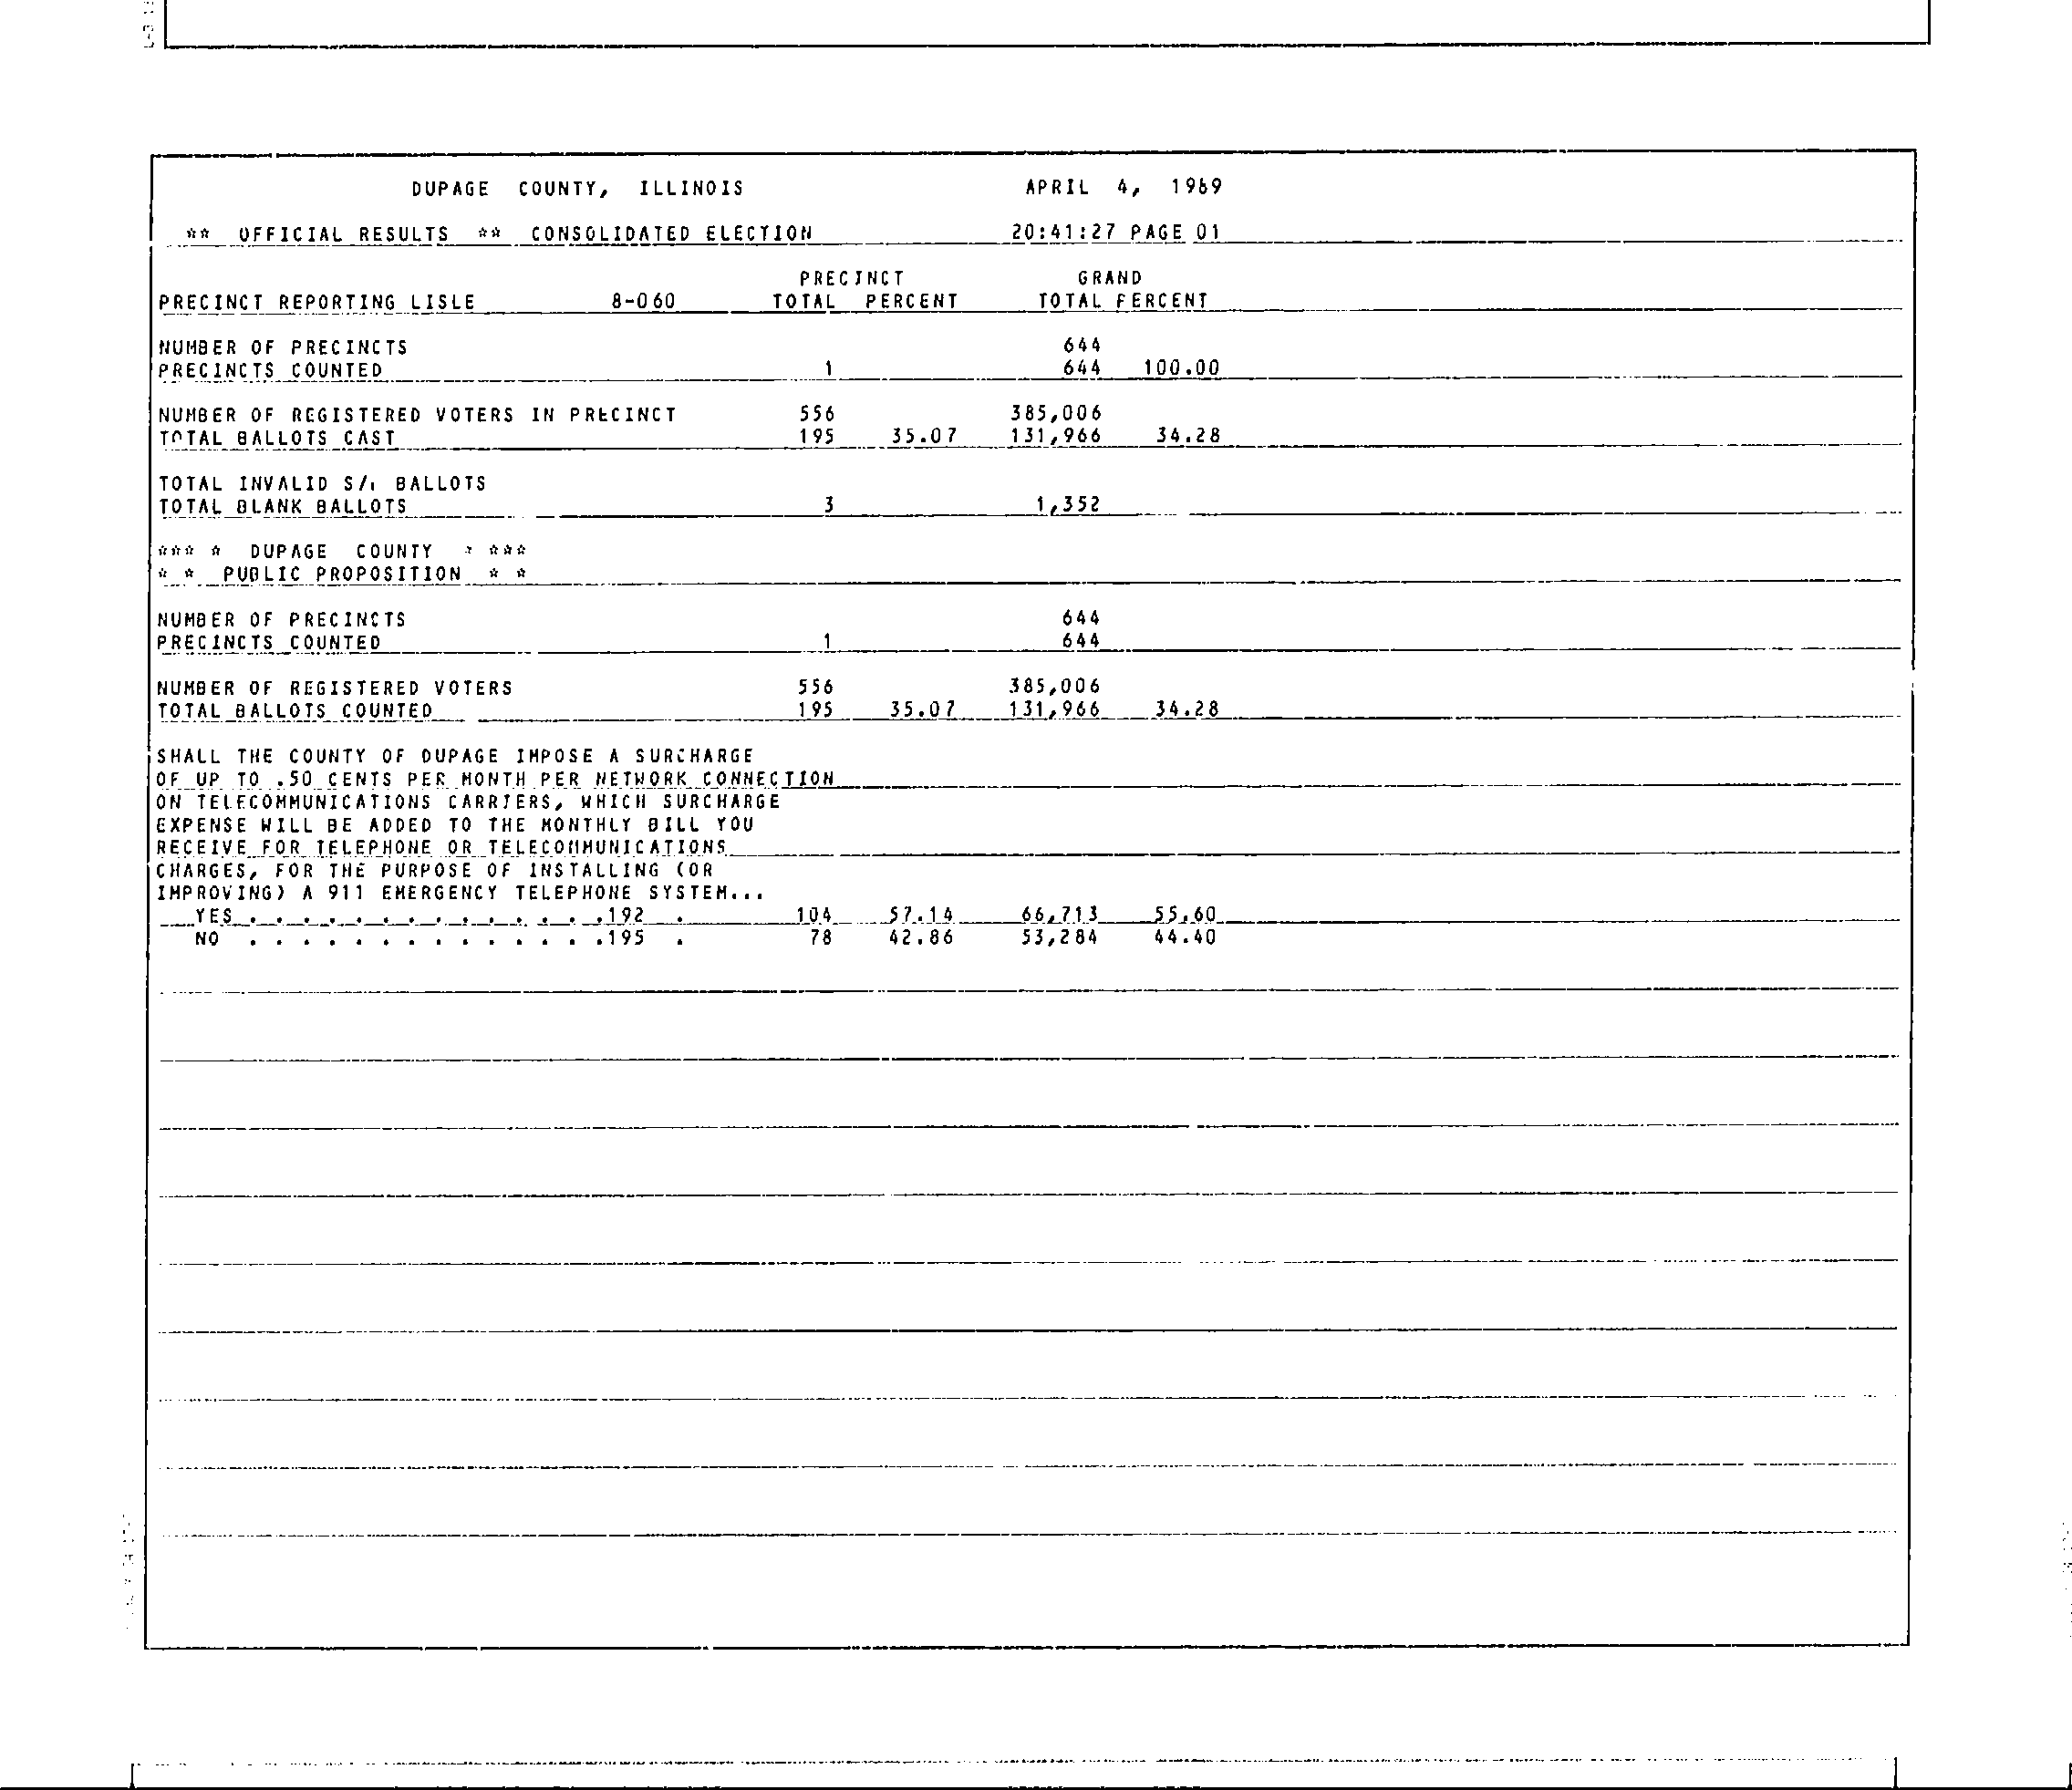 DUPAGE COUNTY, ILLINOIS APRIL 4, 1989
** OFFICIAL RESULTS ** CONSOLIDATED ELECTION 20:41:27 PAGE 01
PRECINCT GRAND
PRECINCT REPORTING LISLE 8-060 TOTAL PERCENT TOTAL PERCENT
NUMBER OF PRECINCTS 644
PRECINCTS COUNTED 1 644 100.00
NUMBER OF REGISTERED VOTERS IN PRECINCT 556 385,006
TOTAL BALLOTS CAST 195 35.07 131,966 34.28
TOTAL INVALID BALLOTS
TOTAL BLANK BALLOTS 3 1,352
*** * DUPAGE COUNTY * ***
* * PUBLIC PROPOSITION * *
NUMBER OF PRECINCTS 644
PRECINCTS COUNTED 1 644
NUMBER OF REGISTERED VOTERS 556 385,006
TOTAL BALLOTS COUNTED 195 35.07 131,966 34.28
SHALL THE COUNTY OF DUPAGE IMPOSE A SURCHARGE
OF UP TO .50 CENTS PER MONTH PER NETWORK CONNECTION
ON TELECOMMUNICATIONS CARRIERS, WHICH SURCHARGE
EXPENSE WILL BE ADDED TO THE MONTHLY BILL YOU
RECEIVE FOR TELEPHONE OR TELECOMMUNICATIONS
CHARGES, FOR THE PURPOSE OF INSTALLING (OR
IMPROVING) A 911 EMERGENCY TELEPHONE SYSTEM...
YES . . . . . . . . . . . . . .192 . 104 57.14 66,713 55.60
NO . . . . . . . . . . . . . .195 . 78 42.86 53,284 44.40